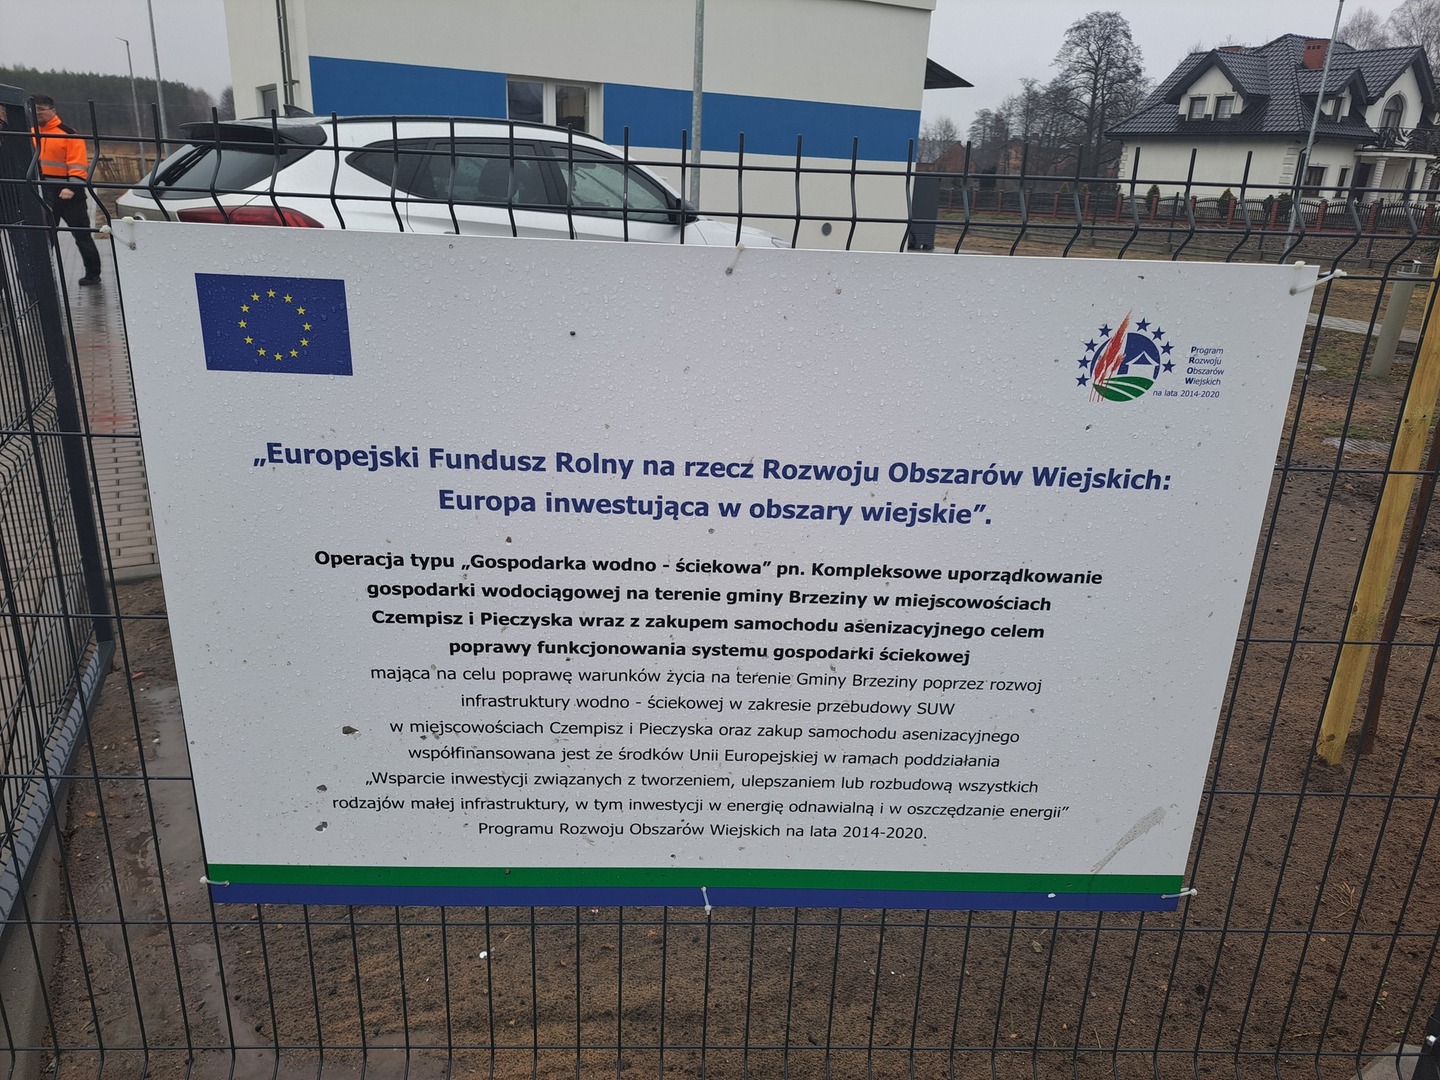 Program
Rozwoju
Obszarów
Wiejskich
na lata 2014-2020
„Europejski Fundusz Rolny na rzecz Rozwoju Obszarów Wiejskich:
Europa inwestująca w obszary wiejskie”.
Operacja typu „Gospodarka wodno - ściekowa” pn. Kompleksowe uporządkowanie
gospodarki wodociągowej na terenie gminy Brzeziny w miejscowościach
Czempisz i Pieczyska wraz z zakupem samochodu asenizacyjnego celem
poprawy funkcjonowania systemu gospodarki ściekowej
mająca na celu poprawę warunków życia na terenie Gminy Brzeziny poprzez rozwoj
infrastruktury wodno - ściekowej w zakresie przebudowy SUW
w miejscowościach Czempisz i Pieczyska oraz zakup samochodu asenizacyjnego
współfinansowana jest ze środków Unii Europejskiej w ramach poddziałania
„Wsparcie inwestycji związanych z tworzeniem, ulepszaniem lub rozbudową wszystkich
rodzajów małej infrastruktury, w tym inwestycji w energię odnawialną i w oszczędzanie energii”
Programu Rozwoju Obszarów Wiejskich na lata 2014-2020.